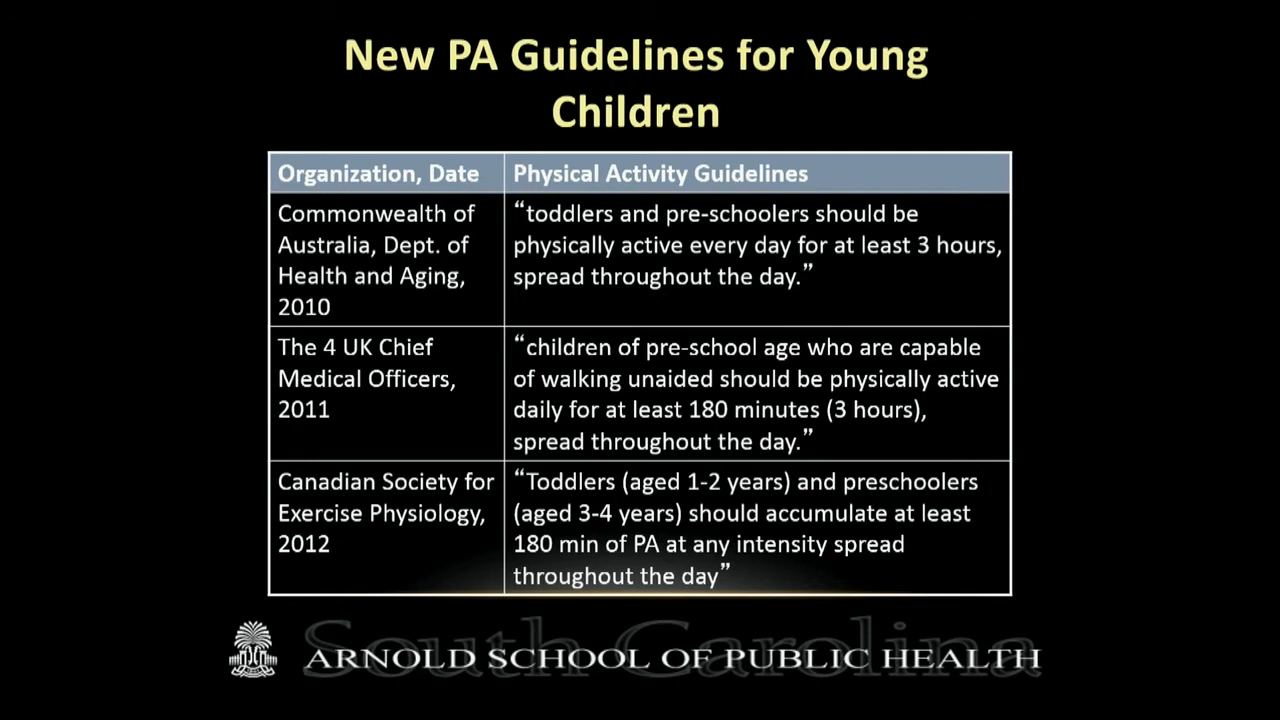 New PA Guidelines for Young
Children
Organization, Date
Physical Activity Guidelines
Commonwealth of
Australia, Dept. of
Health and Aging,
2010
“toddlers and pre-schoolers should be
physically active every day for at least 3 hours,
spread throughout the day.”
The 4 UK Chief
Medical Officers,
2011
“children of pre-school age who are capable
of walking unaided should be physically active
daily for at least 180 minutes (3 hours),
spread throughout the day.”
Canadian Society for
Exercise Physiology,
2012
“Toddlers (aged 1-2 years) and preschoolers
(aged 3-4 years) should accumulate at least
180 min of PA at any intensity spread
throughout the day”
South Carolina
ARNOLD SCHOOL OF PUBLIC HEALTH